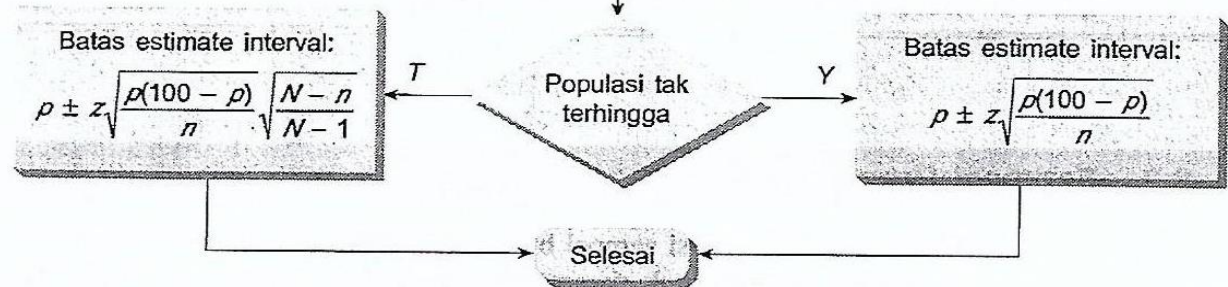 Batas estimate interval:
p ± z√(p(100 − p)/n) √((N − n)/(N − 1))
T
Populasi tak
terhingga
Y
Batas estimate interval:
p ± z√(p(100 − p)/n)
Selesai